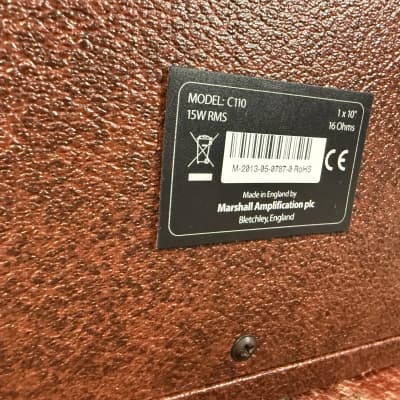 MODEL: C110
15W RMS
1 x 10"
16 Ohms
M-2013-05-0787-0 RoHS
CE
Made in England by
Marshall Amplification plc
Bletchley, England